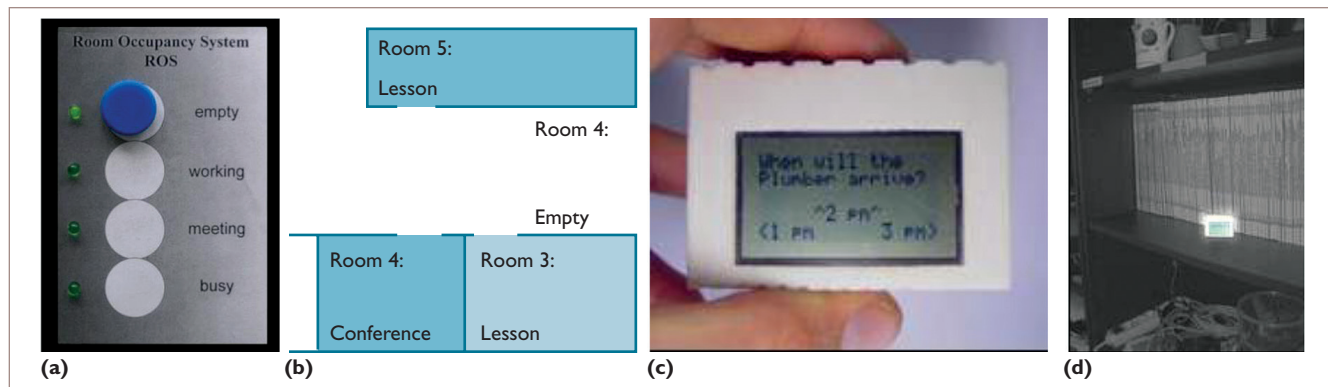 Room Occupancy System
ROS
empty
working
meeting
busy
(a)
Room 5:
Lesson
Room 4:
Empty
Room 4:
Conference
Room 3:
Lesson
(b)
When will the
Plumber arrive?
^2 pm^
<1 pm 3 pm>
(c)
(d)